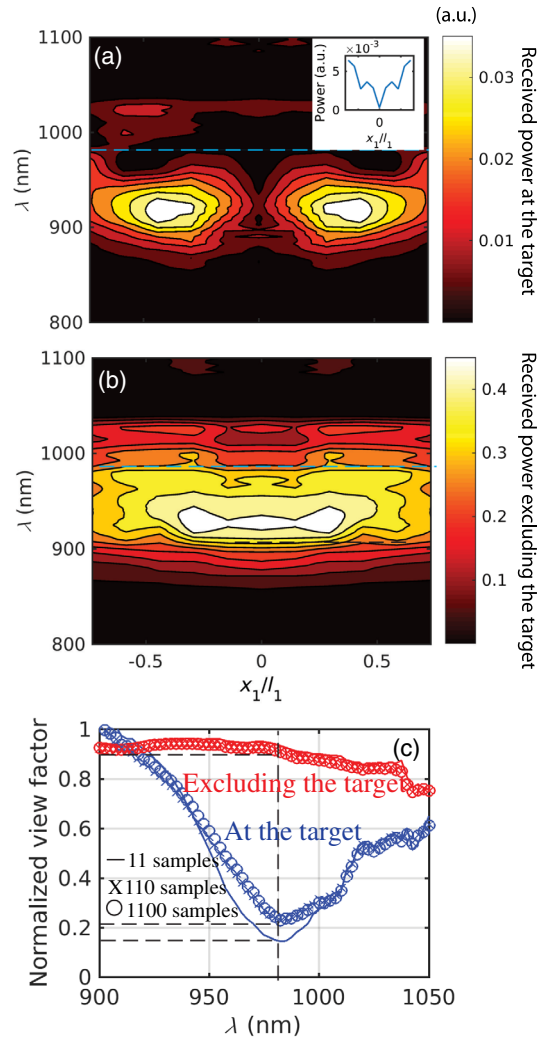 (a.u.)
(a)
1100
1000
900
800
λ (nm)
×10⁻³
5
0
Power (a.u.)
0
x₁/l₁
0.03
0.02
0.01
Received power at the target
(b)
1100
1000
900
800
λ (nm)
-0.5 0 0.5
x₁/l₁
0.4
0.3
0.2
0.1
Received power excluding the target
(c)
1
0.8
0.6
0.4
0.2
0
Normalized view factor
Excluding the target
At the target
— 11 samples
X110 samples
O 1100 samples
900 950 1000 1050
λ (nm)